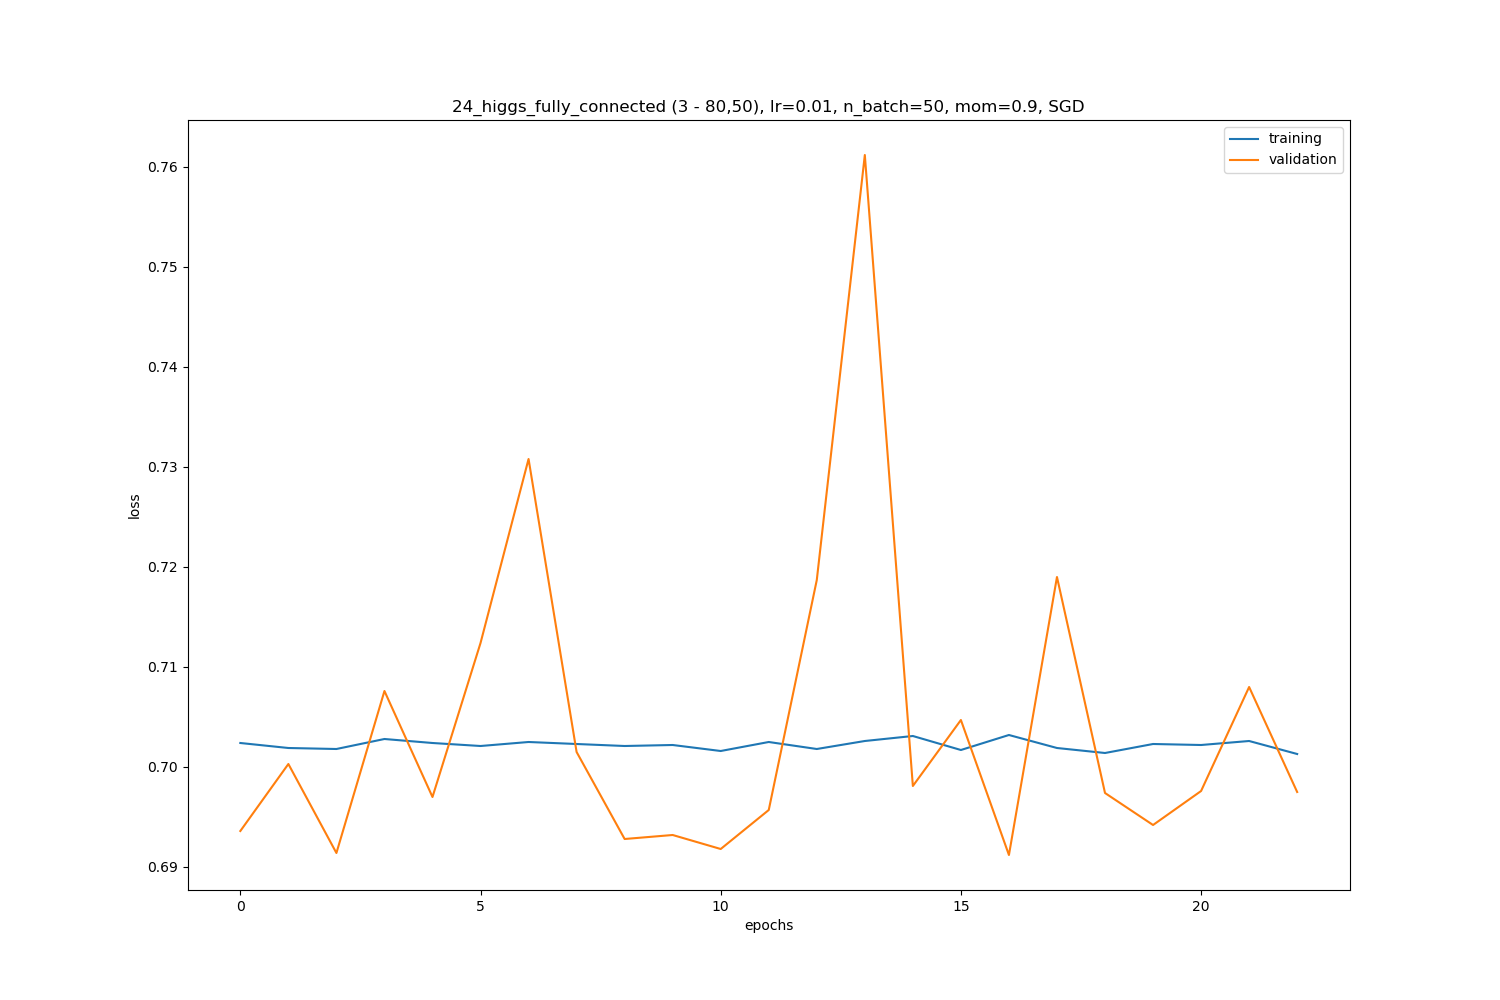 24_higgs_fully_connected (3 - 80,50), lr=0.01, n_batch=50, mom=0.9, SGD
training
validation
0.76
0.75
0.74
0.73
0.72
0.71
0.70
0.69
loss
0
5
10
15
20
epochs